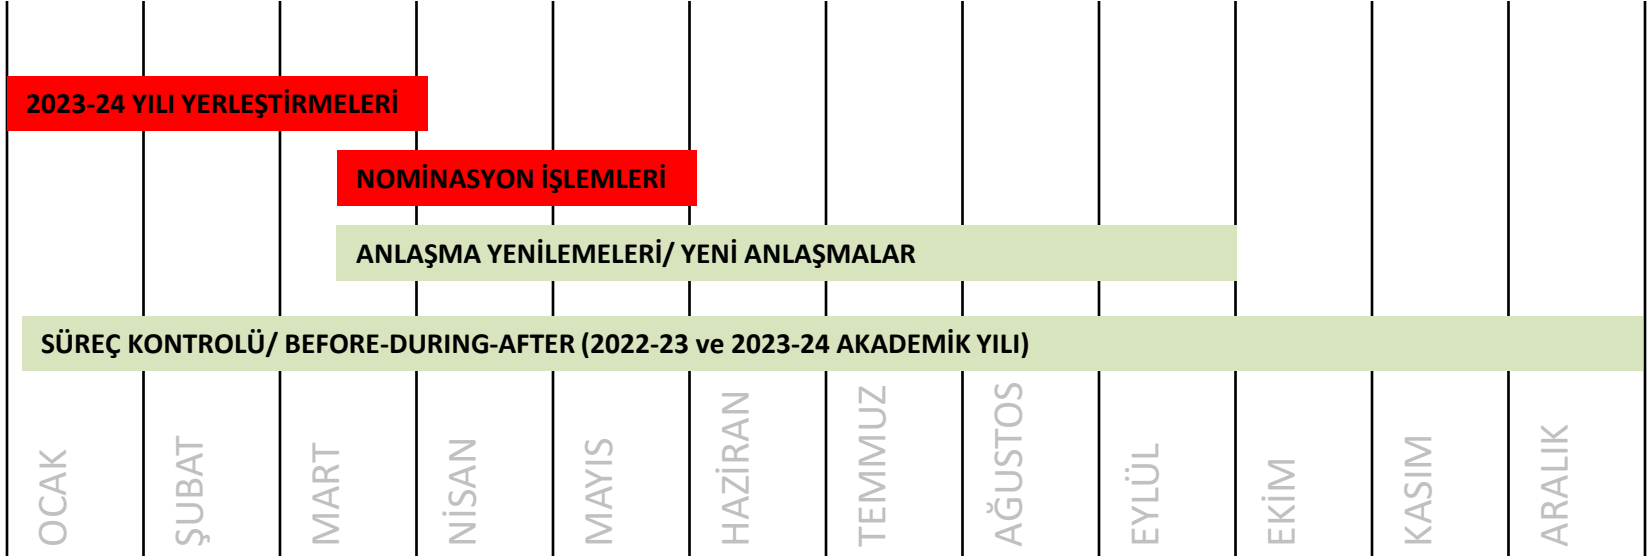 2023-24 YILI YERLEŞTİRMELERİ
NOMİNASYON İŞLEMLERİ
ANLAŞMA YENİLEMELERİ/ YENİ ANLAŞMALAR
SÜREÇ KONTROLÜ/ BEFORE-DURING-AFTER (2022-23 ve 2023-24 AKADEMİK YILI)
OCAK
ŞUBAT
MART
NİSAN
MAYIS
HAZİRAN
TEMMUZ
AĞUSTOS
EYLÜL
EKİM
KASIM
ARALIK